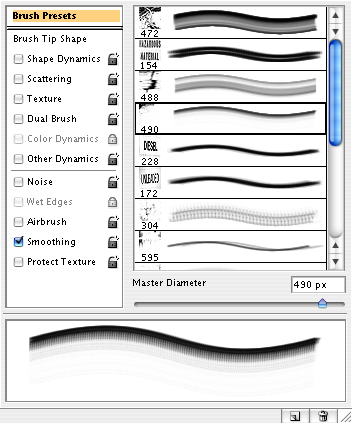 Brush Presets
Brush Tip Shape
Shape Dynamics
Scattering
Texture
Dual Brush
Color Dynamics
Other Dynamics
Noise
Wet Edges
Airbrush
Smoothing
Protect Texture
472
HAZARDOUS
MATERIAL
154
488
490
DIESEL
228
UNLEADED
172
304
595
Master Diameter
490 px